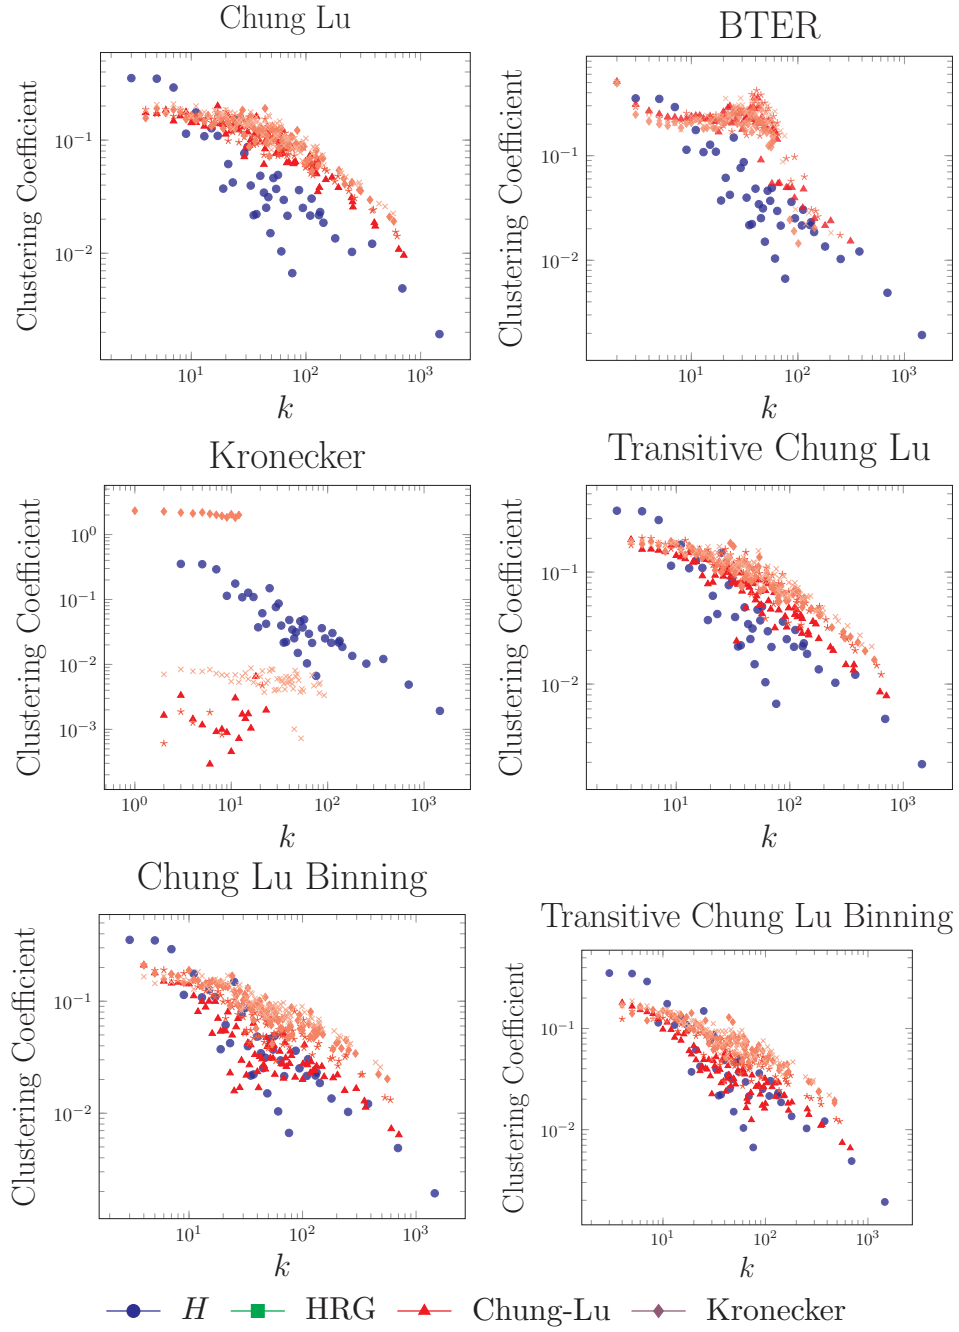 Chung Lu
BTER
Clustering Coefficient
10^-1
10^-2
10^1
10^2
10^3
k
Clustering Coefficient
10^-1
10^-2
10^1
10^2
10^3
k
Kronecker
Transitive Chung Lu
Clustering Coefficient
10^0
10^-1
10^-2
10^-3
10^0
10^1
10^2
10^3
k
Clustering Coefficient
10^-1
10^-2
10^1
10^2
10^3
k
Chung Lu Binning
Transitive Chung Lu Binning
Clustering Coefficient
10^-1
10^-2
10^1
10^2
10^3
k
Clustering Coefficient
10^-1
10^-2
10^1
10^2
10^3
k
H HRG Chung-Lu Kronecker